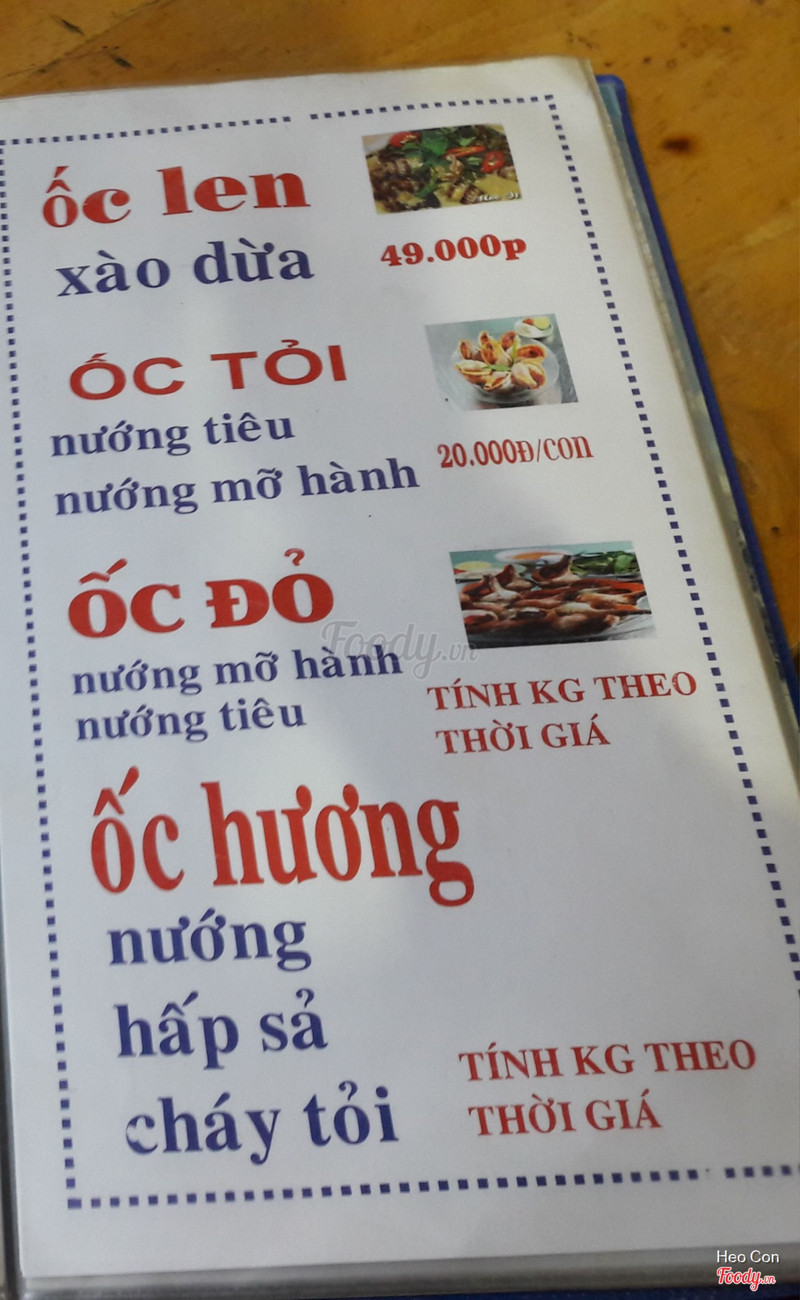 ốc len
xào dừa
49.000p
ỐC TỎI
nướng tiêu
nướng mỡ hành
20.000Đ/con
ỐC ĐỎ
nướng mỡ hành
nướng tiêu
TÍNH KG THEO
THỜI GIÁ
ốc hương
nướng
hấp sả
cháy tỏi
TÍNH KG THEO
THỜI GIÁ
Foody.vn
Heo Con
Foody.vn